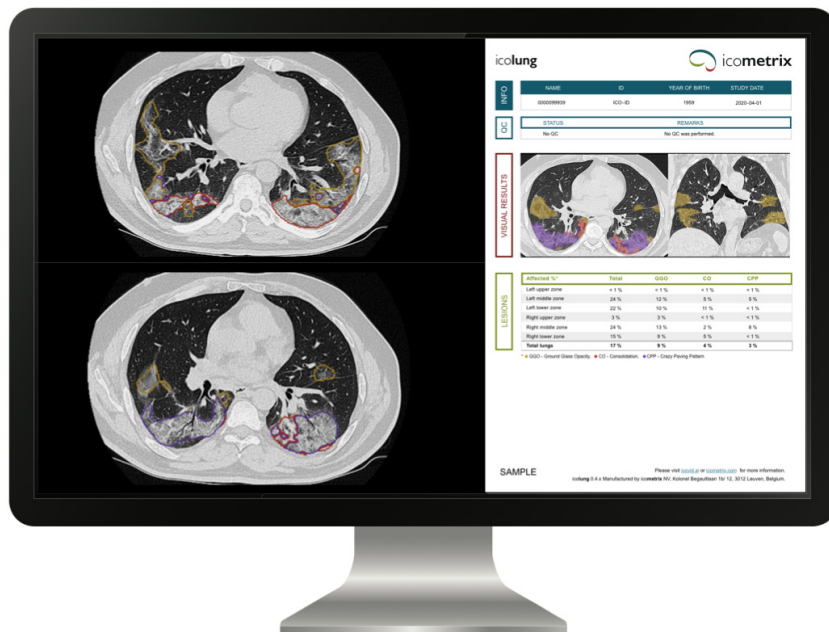 icolung
icometrix
INFO
NAME ID YEAR OF BIRTH STUDY DATE
0000099939 ICO-ID 1959 2020-04-01
QC
STATUS REMARKS
No QC No QC was performed.
VISUAL RESULTS
LESIONS
Affected %* Total GGO CO CPP
Left upper zone < 1 % < 1 % < 1 % < 1 %
Left middle zone 24 % 12 % 5 % 5 %
Left lower zone 22 % 10 % 11 % < 1 %
Right upper zone 3 % 3 % < 1 % < 1 %
Right middle zone 24 % 13 % 2 % 8 %
Right lower zone 15 % 9 % 5 % < 1 %
Total lungs 17 % 9 % 4 % 3 %
* GGO - Ground Glass Opacity, CO - Consolidation, CPP - Crazy Paving Pattern
SAMPLE
Please visit icovid.ai or icometrix.com for more information.
icolung 0.4.x Manufactured by icometrix NV, Kolonel Begaultlaan 1b/ 12, 3012 Leuven, Belgium.